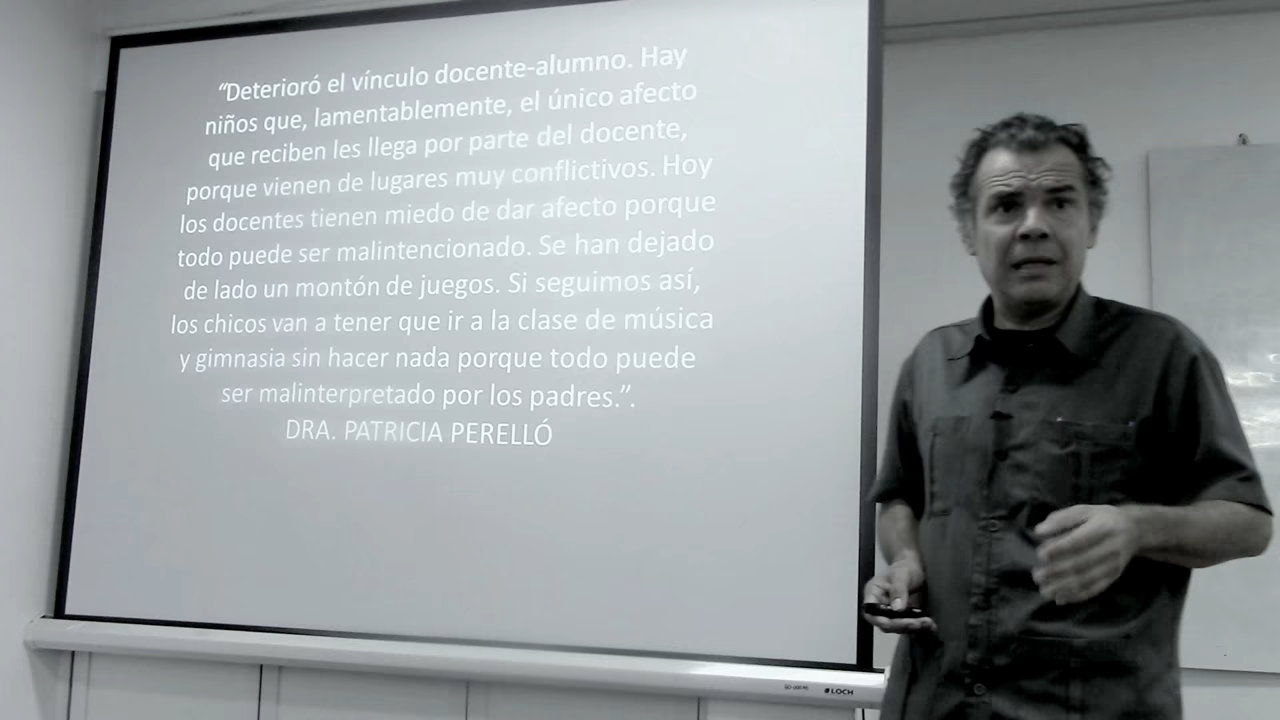 “Deterioró el vínculo docente-alumno. Hay
niños que, lamentablemente, el único afecto
que reciben les llega por parte del docente,
porque vienen de lugares muy conflictivos. Hoy
los docentes tienen miedo de dar afecto porque
todo puede ser malintencionado. Se han dejado
de lado un montón de juegos. Si seguimos así,
los chicos van a tener que ir a la clase de música
y gimnasia sin hacer nada porque todo puede
ser malinterpretado por los padres.”.
DRA. PATRICIA PERELLÓ
LOCH